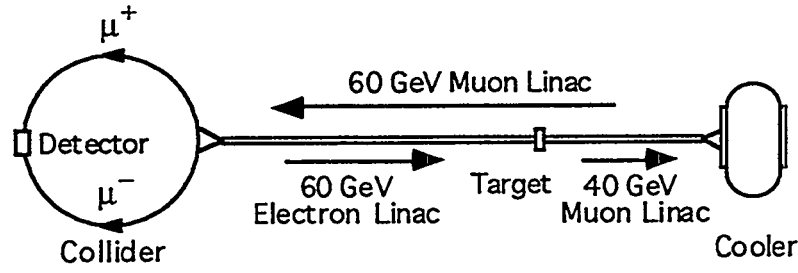 μ+
60 GeV Muon Linac
Detector
60 GeV
Electron Linac
Target
40 GeV
Muon Linac
μ−
Collider
Cooler